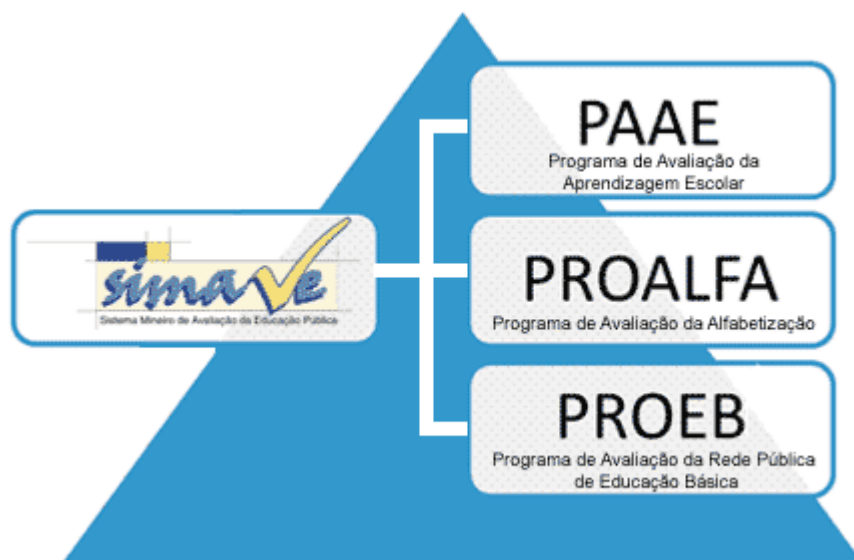 simave
Sistema Mineiro de Avaliação da Educação Pública
PAAE
Programa de Avaliação da
Aprendizagem Escolar
PROALFA
Programa de Avaliação da Alfabetização
PROEB
Programa de Avaliação da Rede Pública
de Educação Básica